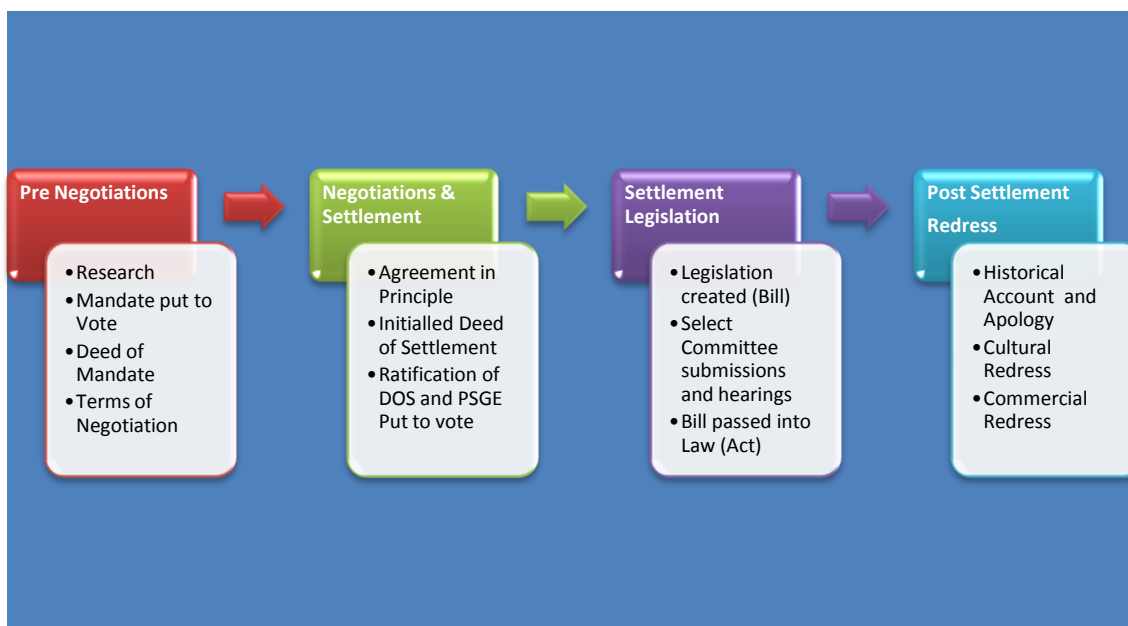 Pre Negotiations
• Research
• Mandate put to
Vote
• Deed of
Mandate
• Terms of
Negotiation
Negotiations &
Settlement
• Agreement in
Principle
• Initialled Deed
of Settlement
• Ratification of
DOS and PSGE
Put to vote
Settlement
Legislation
• Legislation
created (Bill)
• Select
Committee
submissions
and hearings
• Bill passed into
Law (Act)
Post Settlement
Redress
• Historical
Account and
Apology
• Cultural
Redress
• Commercial
Redress